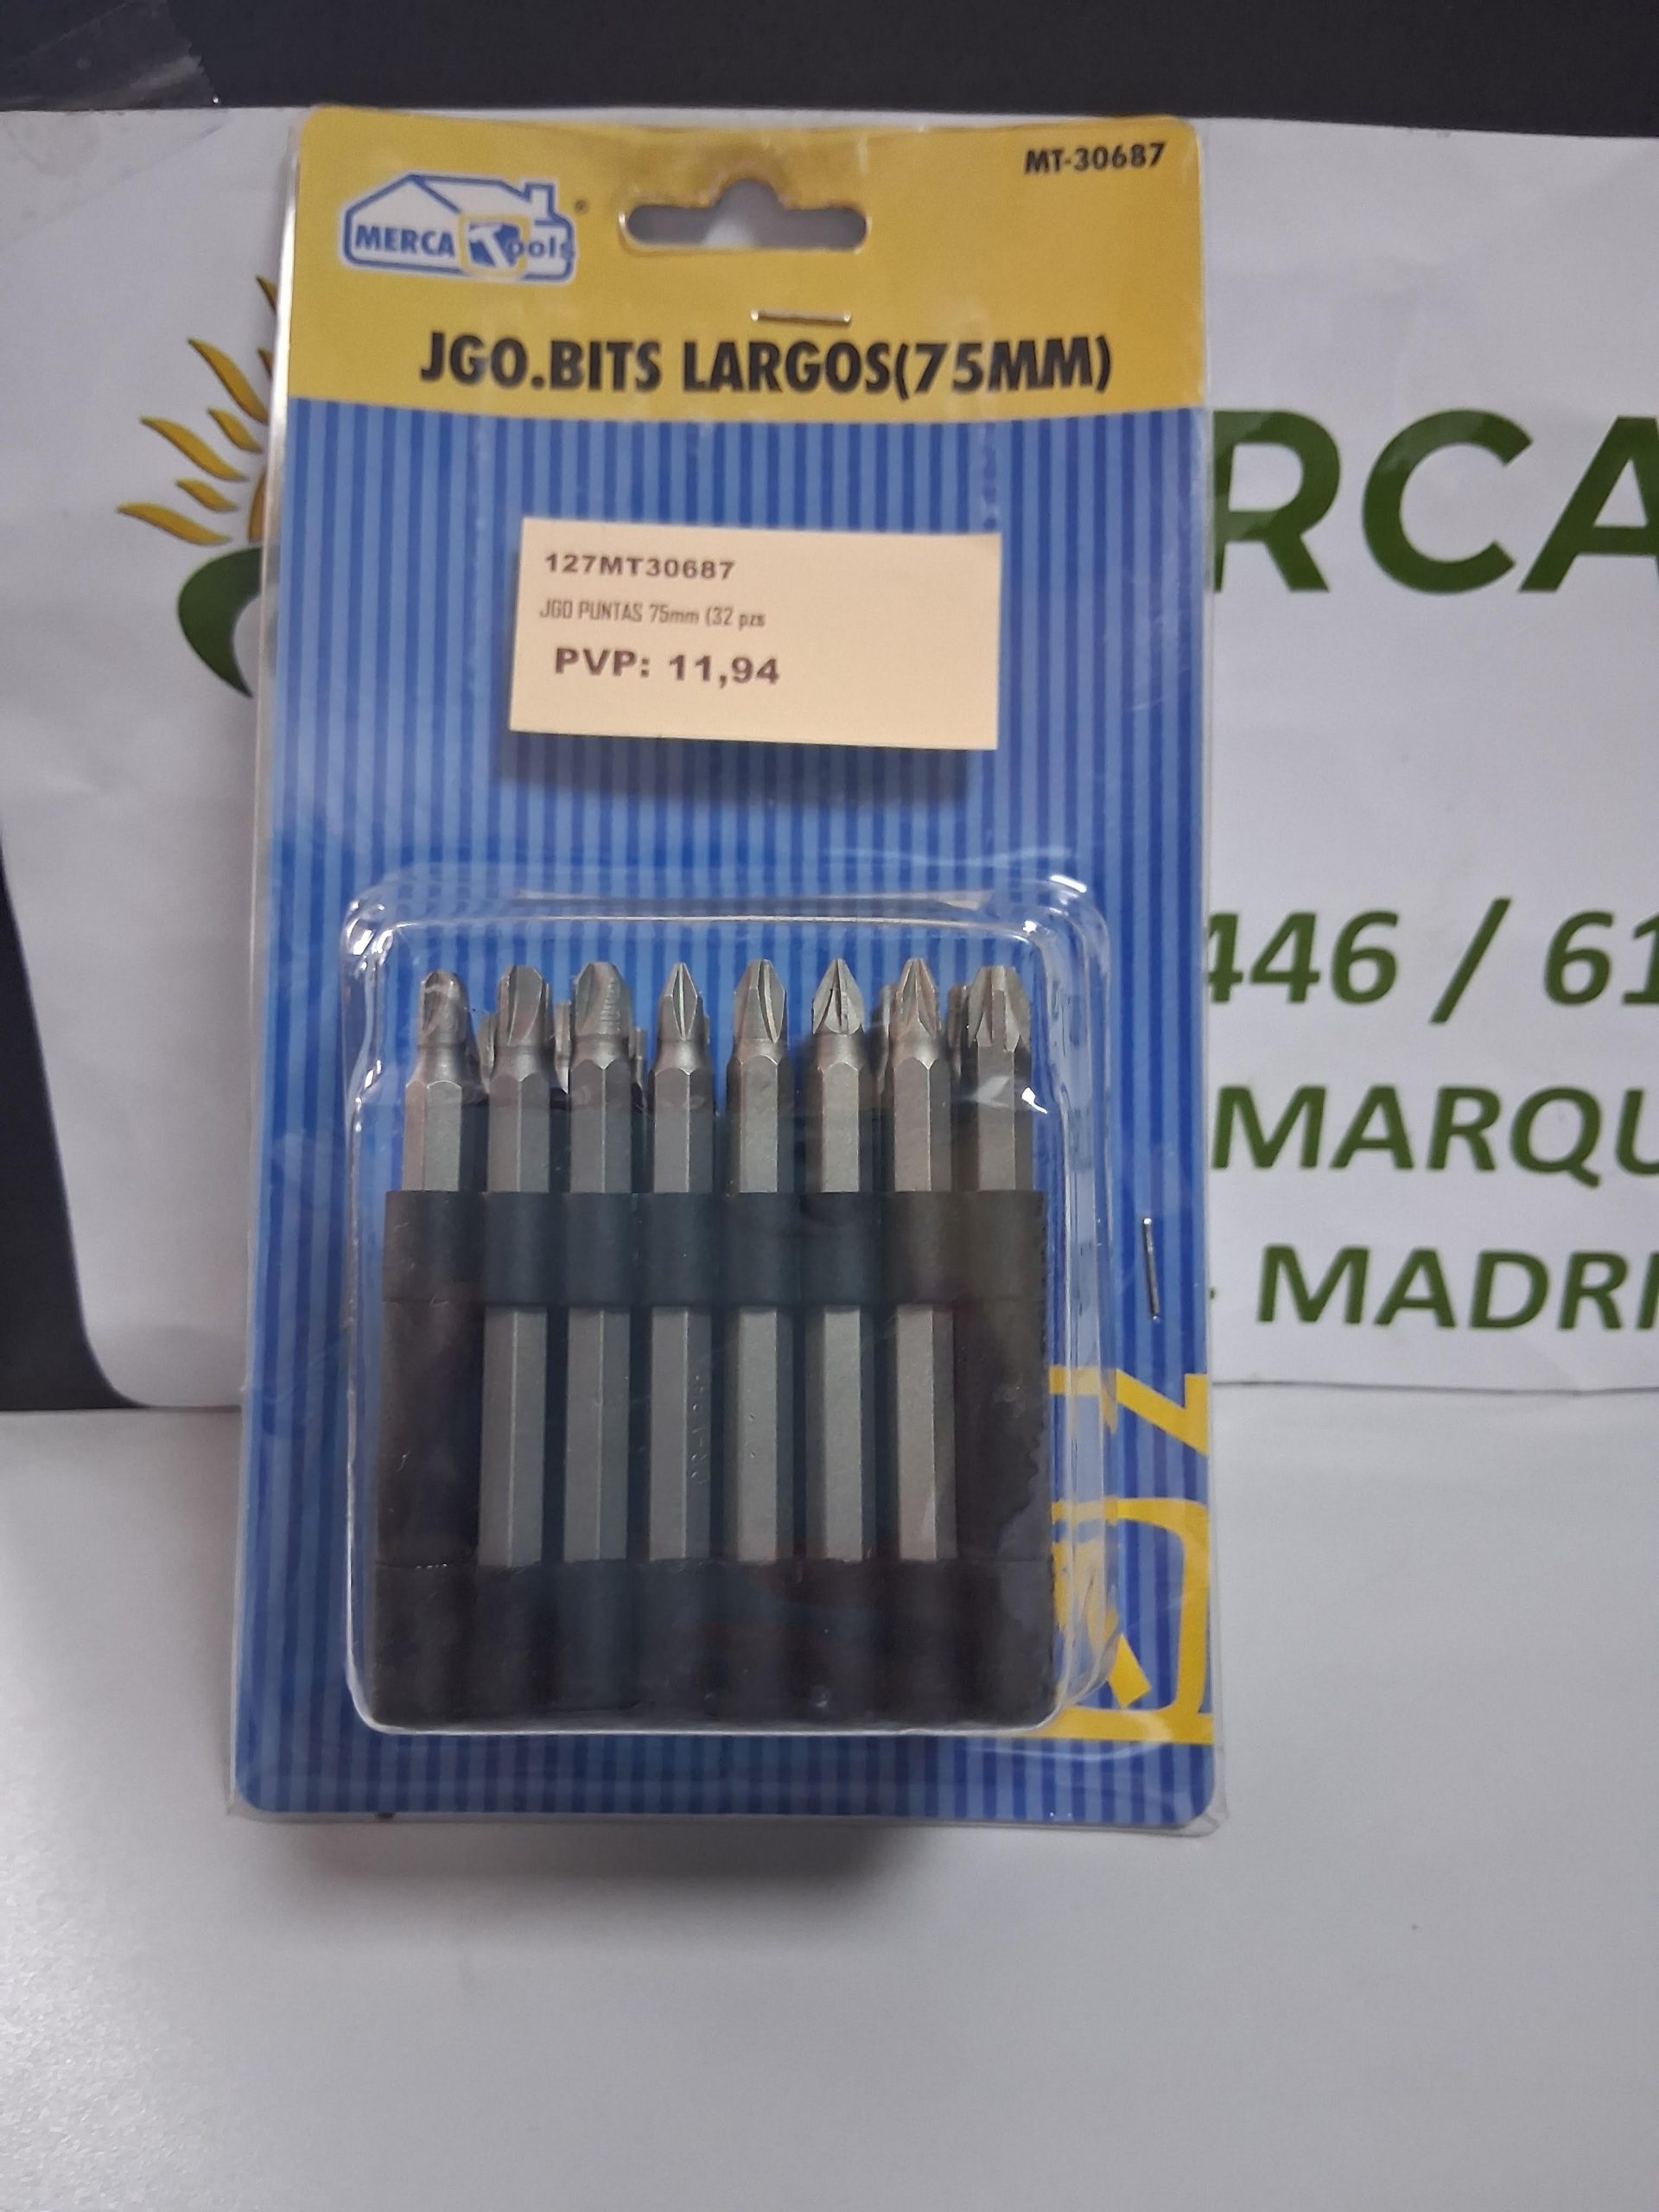 MT-30687
MERCA Tools
JGO.BITS LARGOS(75MM)
127MT30687
JGO PUNTAS 75mm (32 pzs
PVP: 11,94
RCA
446 / 61
MARQU
MADRI